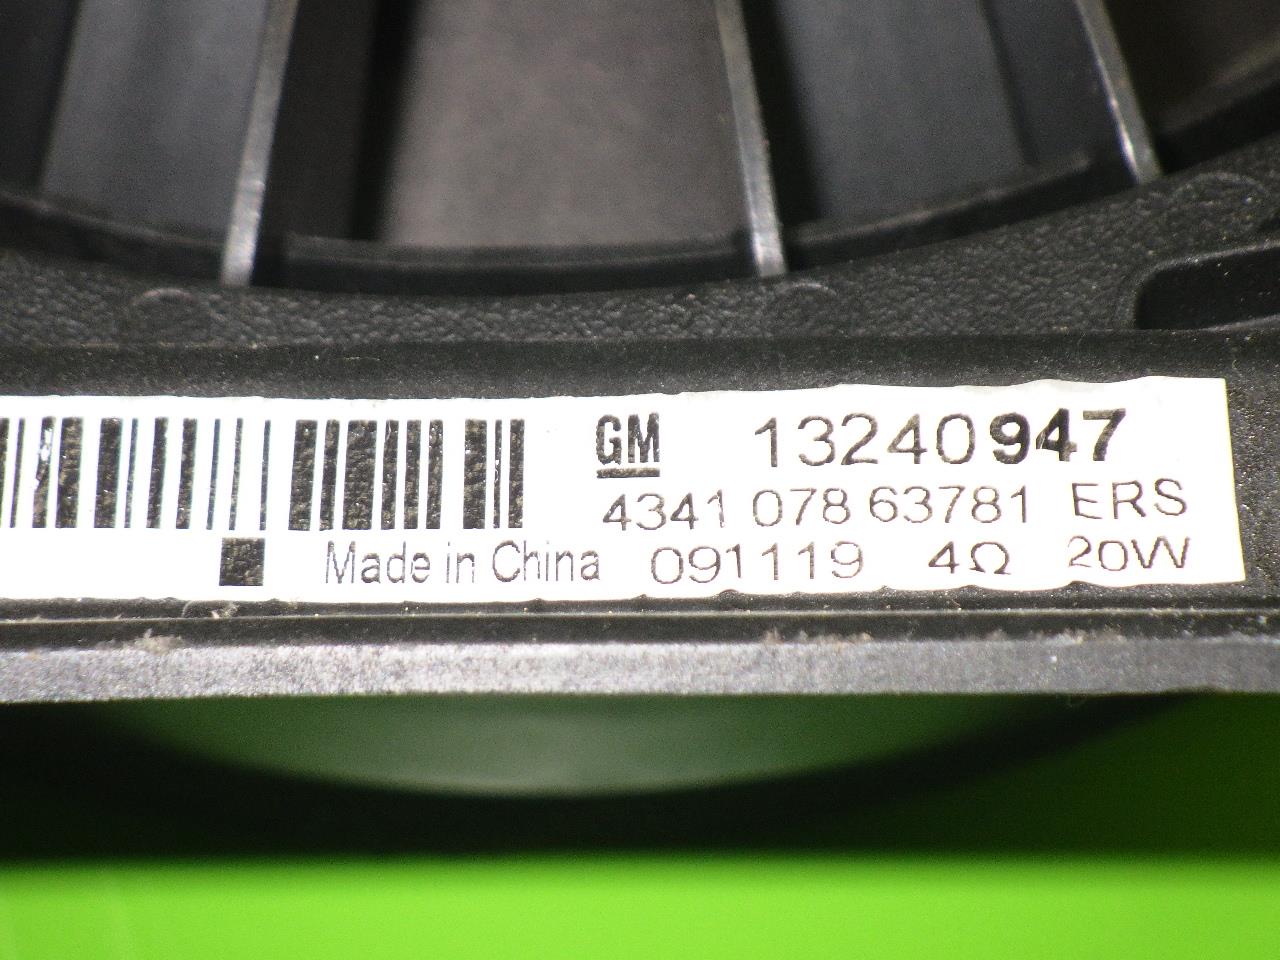 GM 13240947
4341 078 63781 ERS
Made in China 091119 4Ω 20W